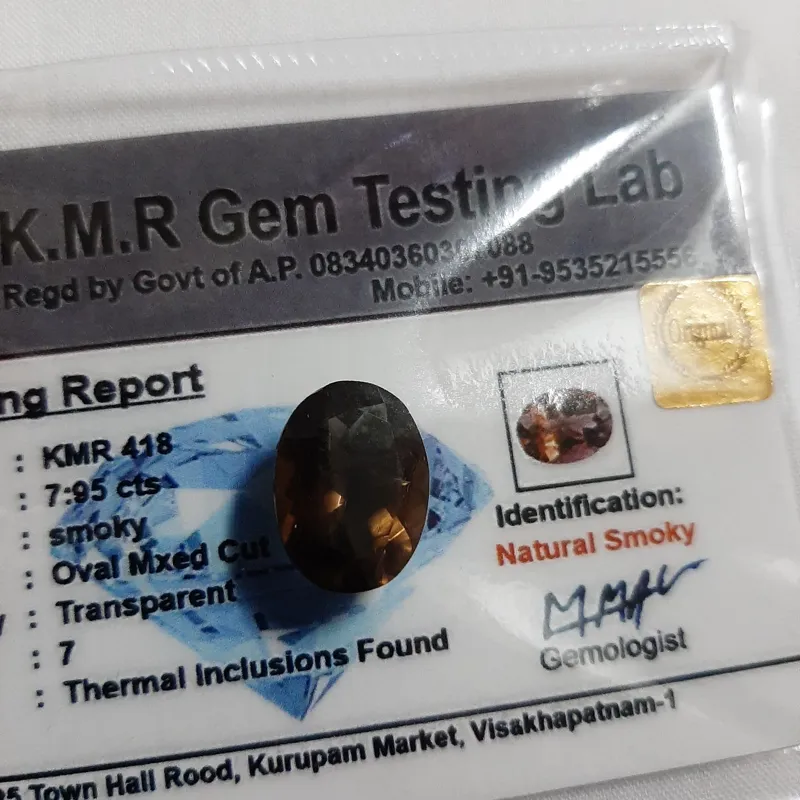 K.M.R Gem Testing Lab
Regd by Govt of A.P.
Mobile: +91-9535215556
Original
ng Report
: KMR 418
: 7:95 cts
: smoky
: Oval Mxed Cut
: Transparent
: 7
: Thermal Inclusions Found
Identification:
Natural Smoky
Gemologist
Town Hall Rood, Kurupam Market, Visakhapatnam-1